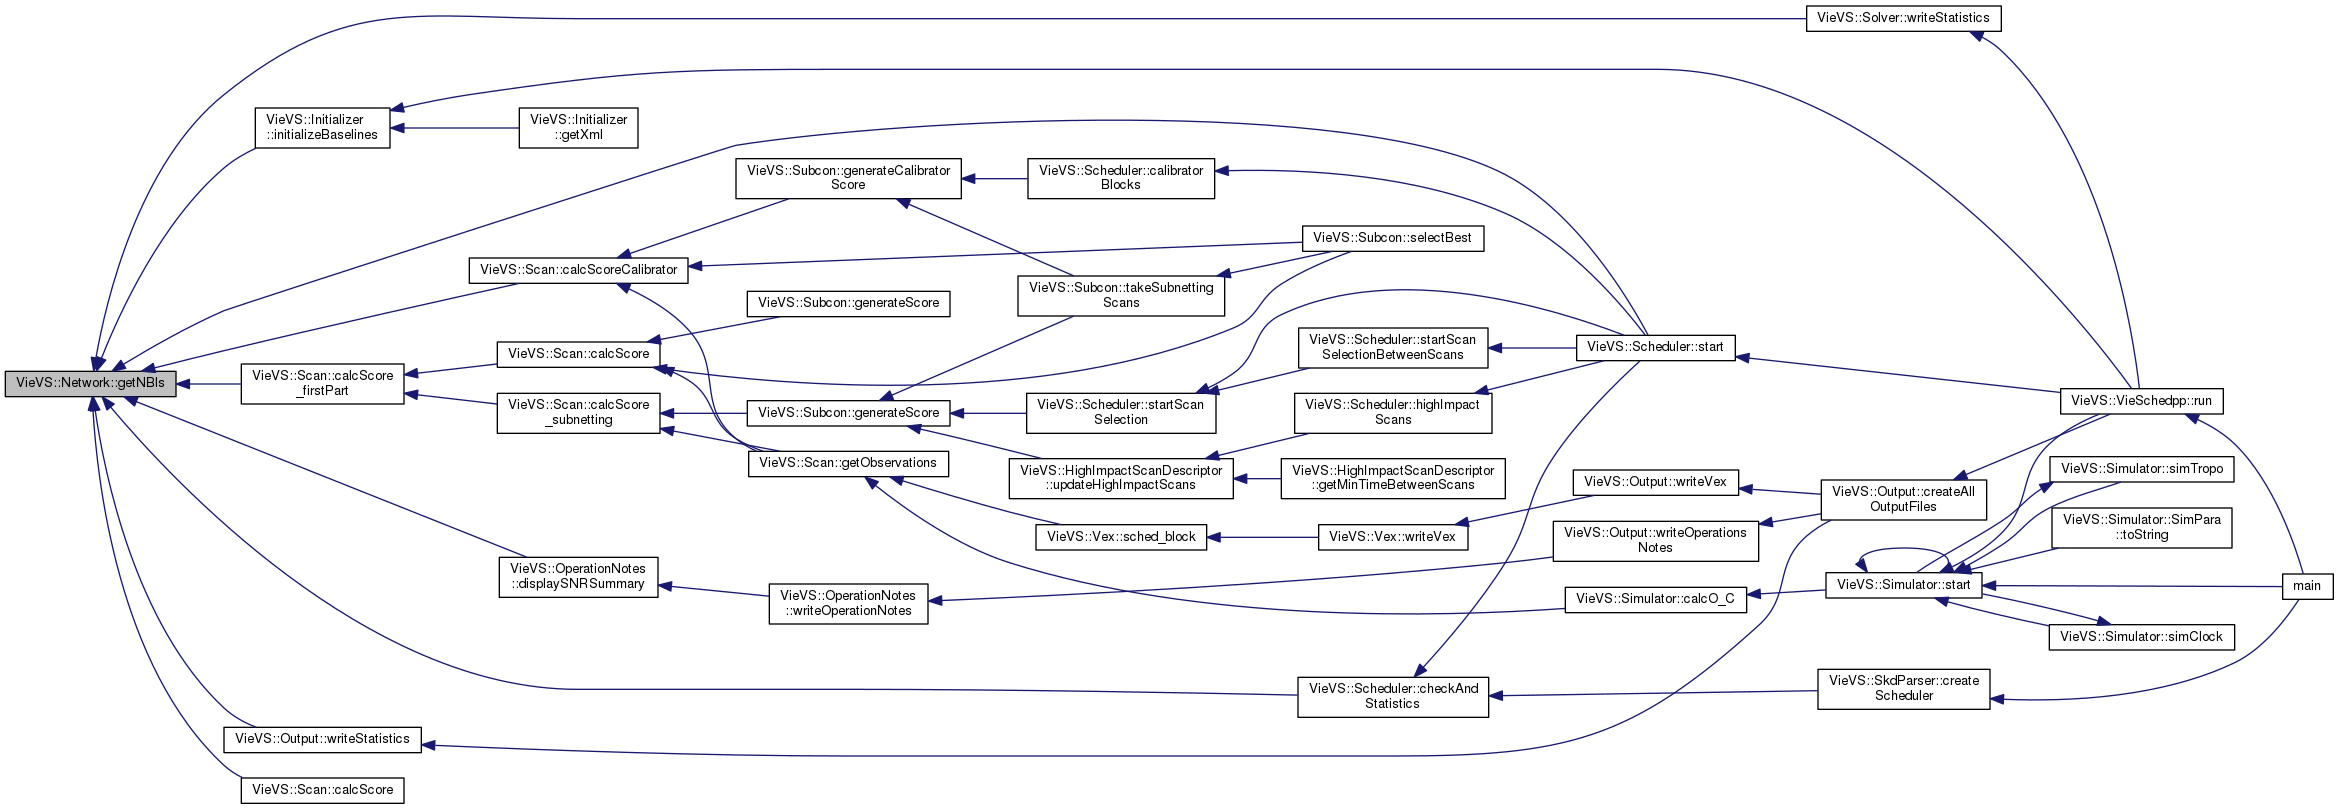 VieVS::Network::getNBls
VieVS::Solver::writeStatistics
VieVS::Initializer
::initializeBaselines
VieVS::Initializer
::getXml
VieVS::Subcon::generateCalibrator
Score
VieVS::Scheduler::calibrator
Blocks
VieVS::Scan::calcScoreCalibrator
VieVS::Subcon::selectBest
VieVS::Subcon::takeSubnetting
Scans
VieVS::Subcon::generateScore
VieVS::Scan::calcScore
_firstPart
VieVS::Scan::calcScore
VieVS::Scan::calcScore
_subnetting
VieVS::Subcon::generateScore
VieVS::Scheduler::startScan
Selection
VieVS::Scheduler::startScan
SelectionBetweenScans
VieVS::Scheduler::start
VieVS::Scheduler::highImpact
Scans
VieVS::VieSchedpp::run
VieVS::Scan::getObservations
VieVS::HighImpactScanDescriptor
::updateHighImpactScans
VieVS::HighImpactScanDescriptor
::getMinTimeBetweenScans
VieVS::Output::writeVex
VieVS::Output::createAll
OutputFiles
VieVS::Simulator::simTropo
VieVS::Simulator::SimPara
::toString
VieVS::Vex::sched_block
VieVS::Vex::writeVex
VieVS::Output::writeOperations
Notes
VieVS::OperationNotes
::displaySNRSummary
VieVS::OperationNotes
::writeOperationNotes
VieVS::Simulator::calcO_C
VieVS::Simulator::start
main
VieVS::Simulator::simClock
VieVS::Scheduler::checkAnd
Statistics
VieVS::SkdParser::create
Scheduler
VieVS::Output::writeStatistics
VieVS::Scan::calcScore